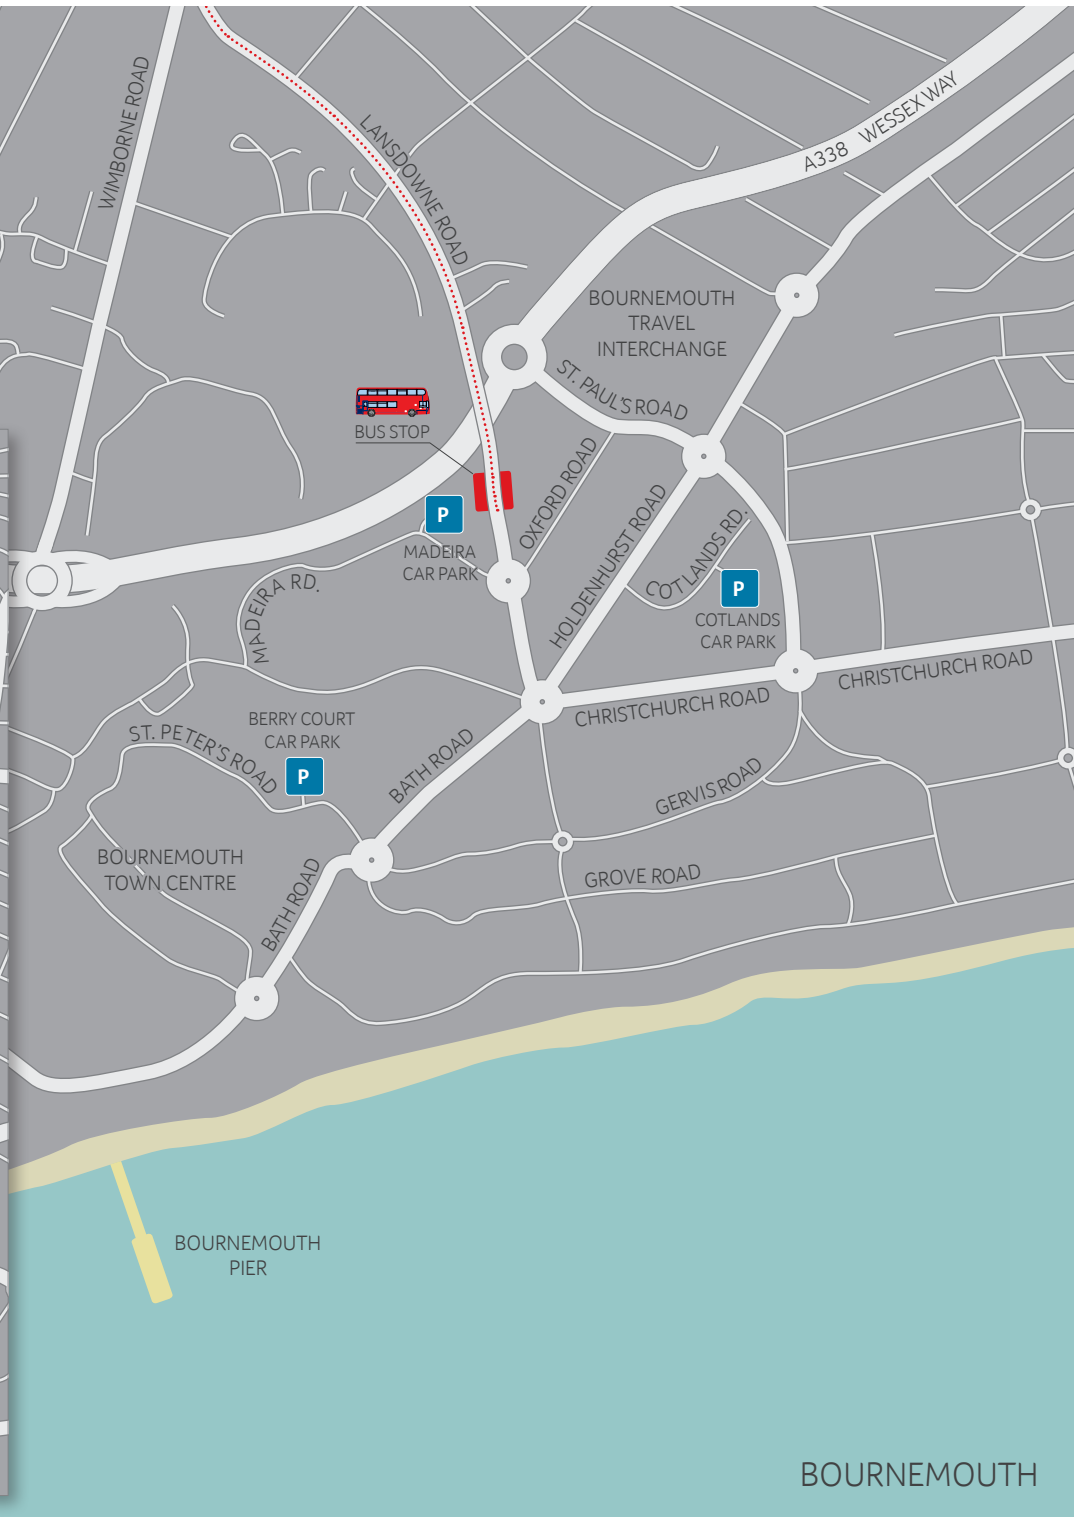 WIMBORNE ROAD
LANSDOWNE ROAD
A338 WESSEX WAY
BOURNEMOUTH
TRAVEL
INTERCHANGE
ST. PAUL'S ROAD
BUS STOP
OXFORD ROAD
P
MADEIRA
CAR PARK
HOLDENHURST ROAD
COTLANDS RD.
P
COTLANDS
CAR PARK
MADEIRA RD.
CHRISTCHURCH ROAD
CHRISTCHURCH ROAD
BERRY COURT
CAR PARK
P
ST. PETER'S ROAD
BATH ROAD
GERVIS ROAD
BOURNEMOUTH
TOWN CENTRE
GROVE ROAD
BATH ROAD
BOURNEMOUTH
PIER
BOURNEMOUTH